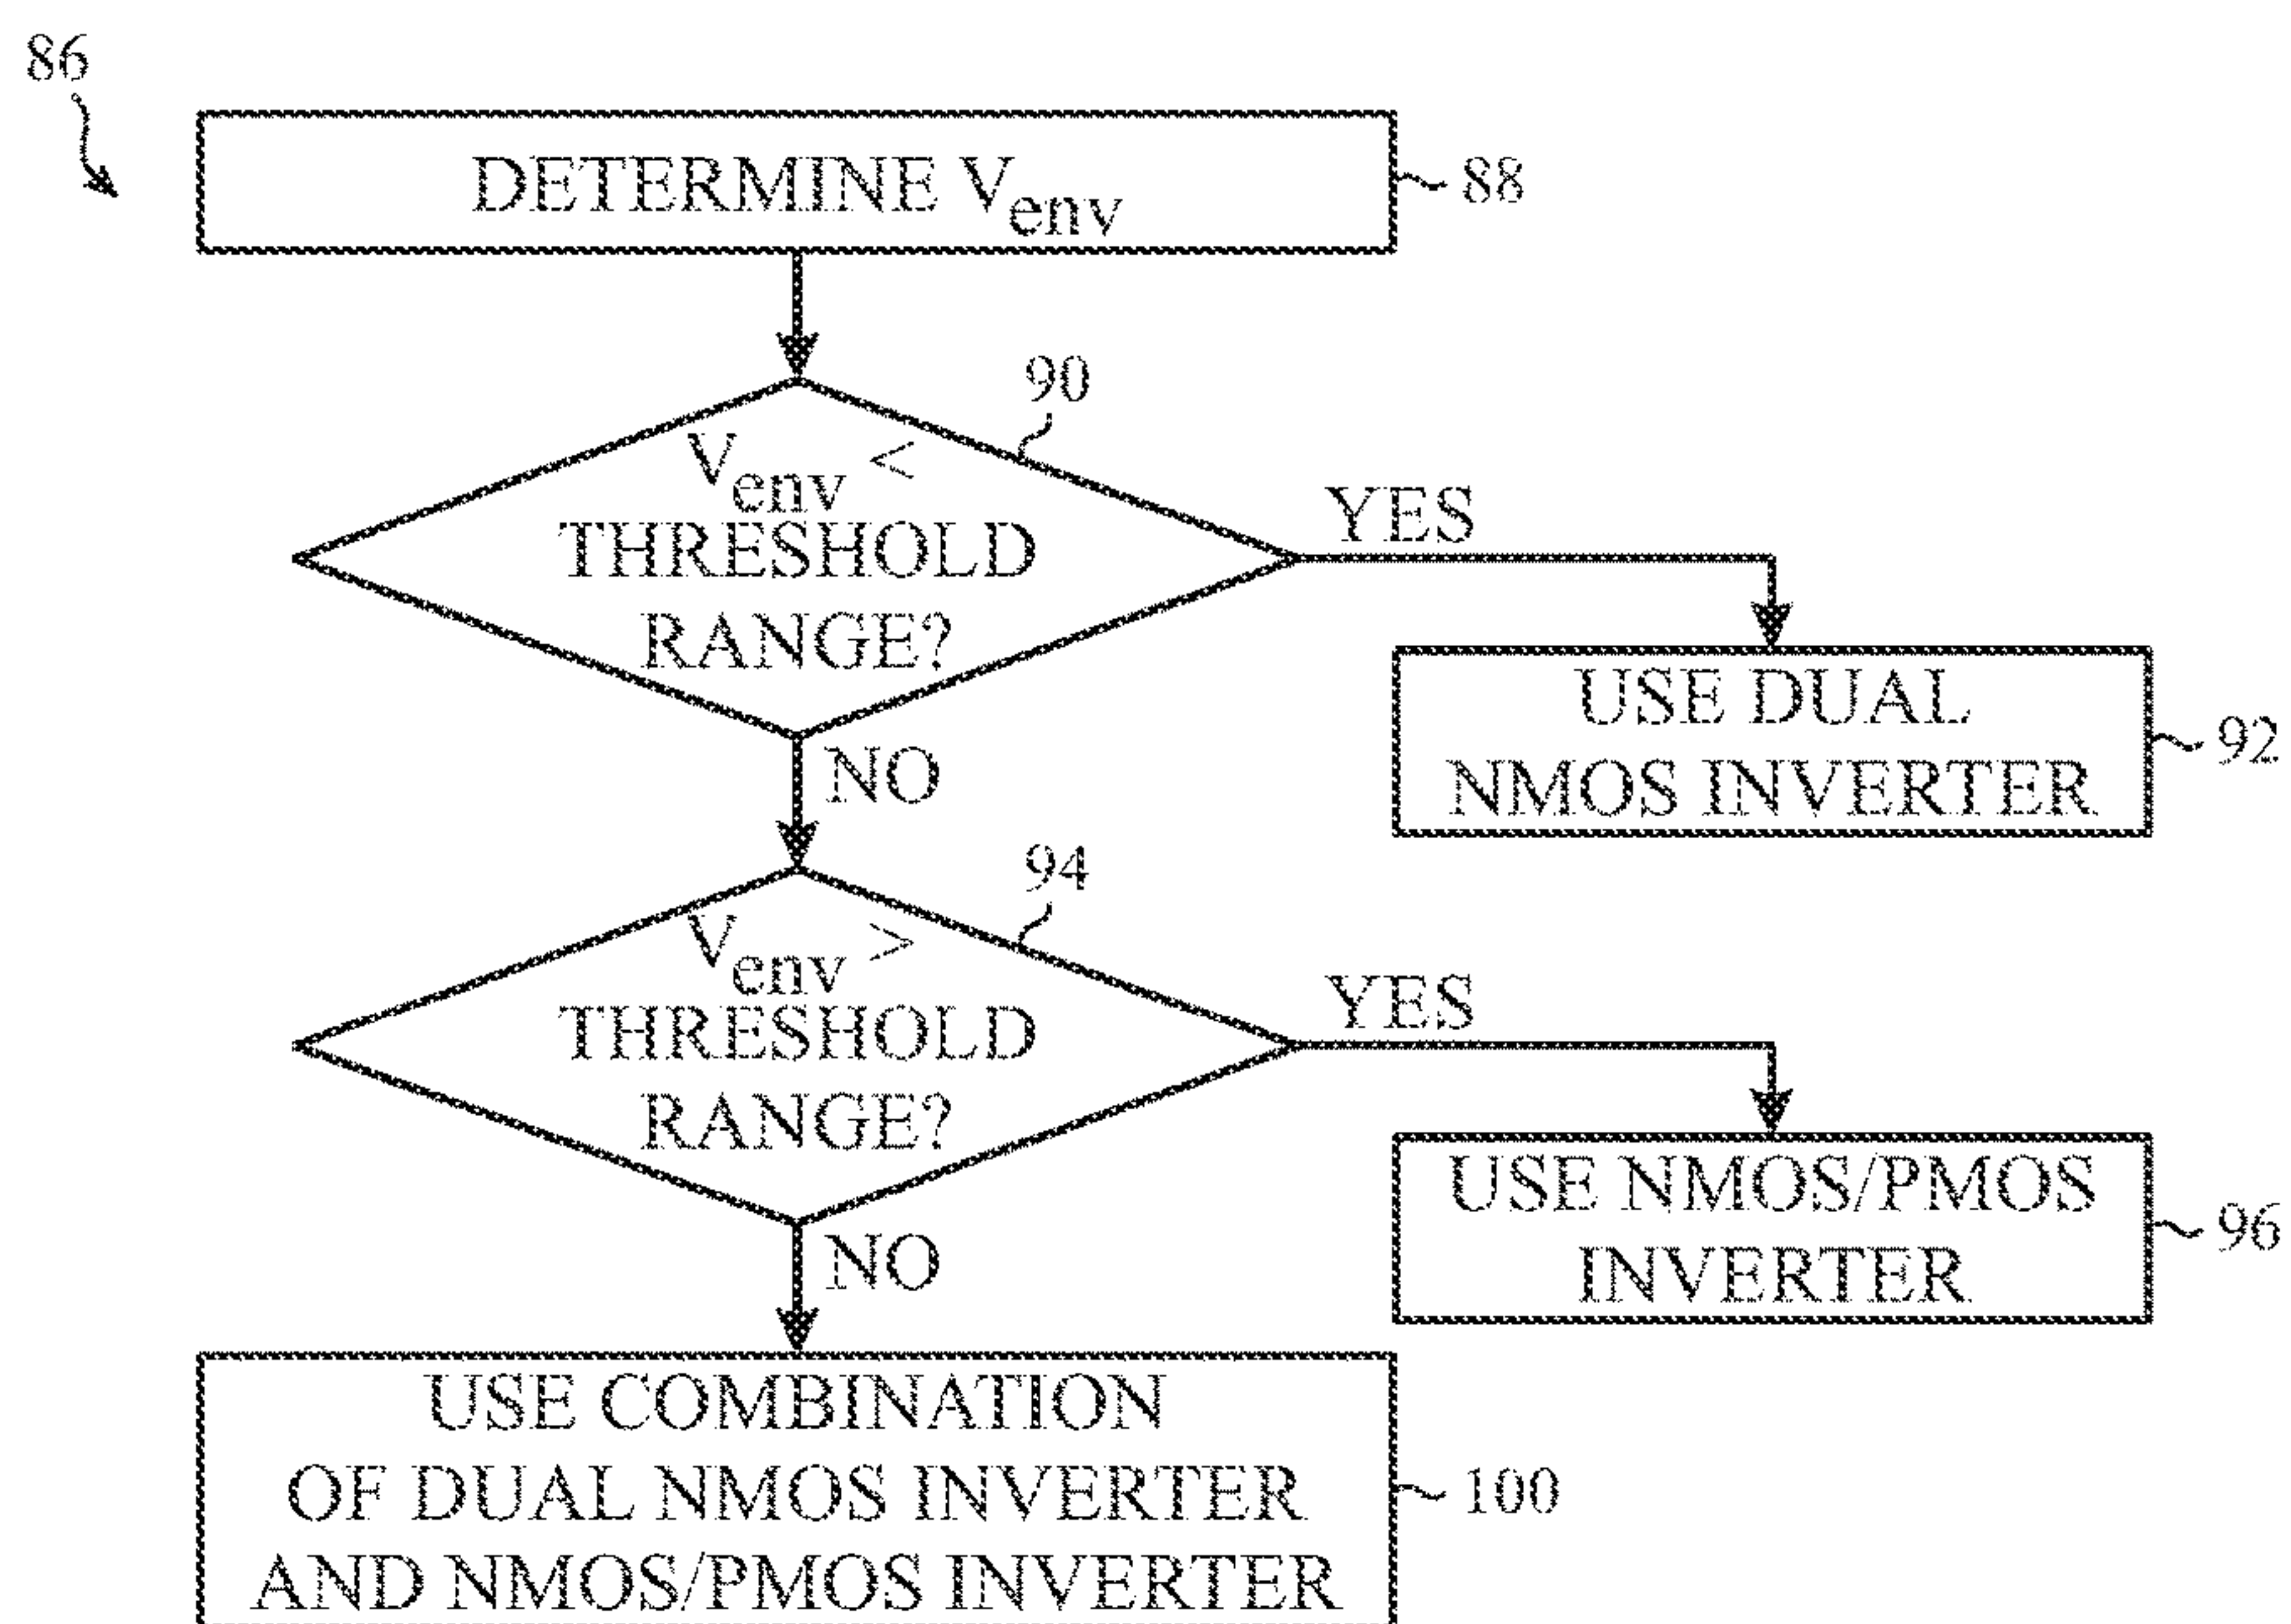 86
DETERMINE Venv
88
90
Venv <
THRESHOLD
RANGE?
YES
USE DUAL
NMOS INVERTER
92
NO
94
Venv >
THRESHOLD
RANGE?
YES
USE NMOS/PMOS
INVERTER
96
NO
USE COMBINATION
OF DUAL NMOS INVERTER
AND NMOS/PMOS INVERTER
100